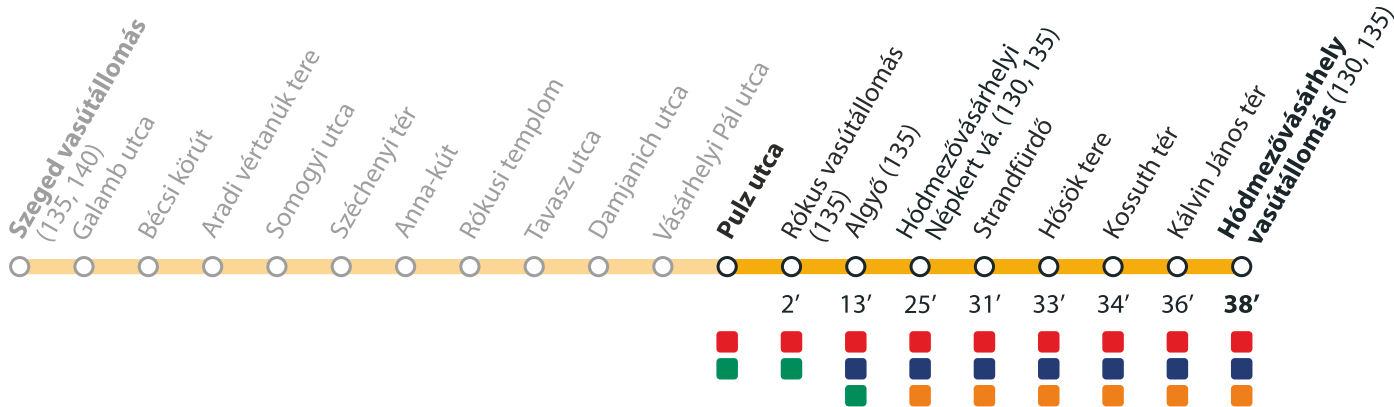 Szeged vasútállomás
(135, 140)
Galamb utca
Bécsi körút
Aradi vértanúk tere
Somogyi utca
Széchenyi tér
Anna-kút
Rókusi templom
Tavasz utca
Damjanich utca
Vásárhelyi Pál utca
Pulz utca
Rókus vasútállomás
(135)
Algyő (135)
Hódmezővásárhelyi
Népkert vá. (130, 135)
Strandfürdő
Hősök tere
Kossuth tér
Kálvin János tér
Hódmezővásárhely
vasútállomás (130, 135)
2’ 13’ 25’ 31’ 33’ 34’ 36’ 38’